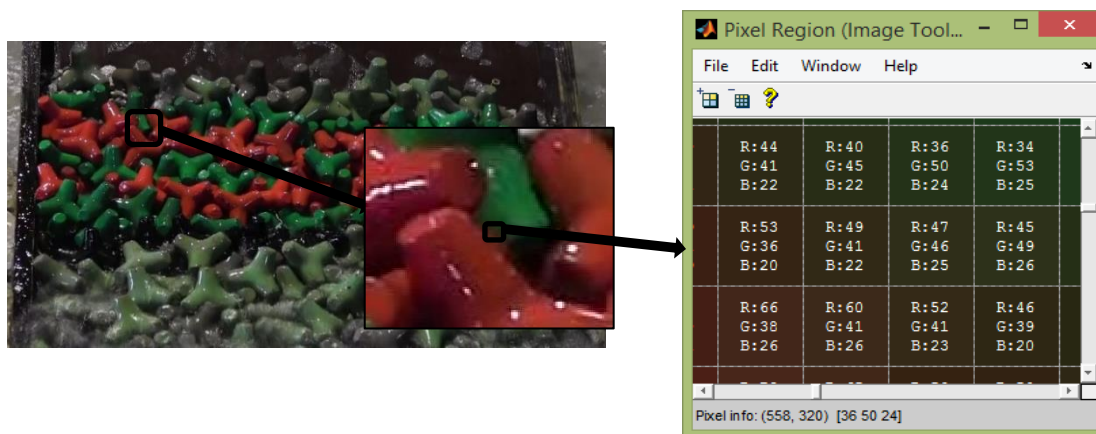 Pixel Region (Image Tool...
File Edit Window Help
R:44 R:40 R:36 R:34
G:41 G:45 G:50 G:53
B:22 B:22 B:24 B:25
R:53 R:49 R:47 R:45
G:36 G:41 G:46 G:49
B:20 B:22 B:25 B:26
R:66 R:60 R:52 R:46
G:38 G:41 G:41 G:39
B:26 B:26 B:23 B:20
Pixel info: (558, 320) [36 50 24]